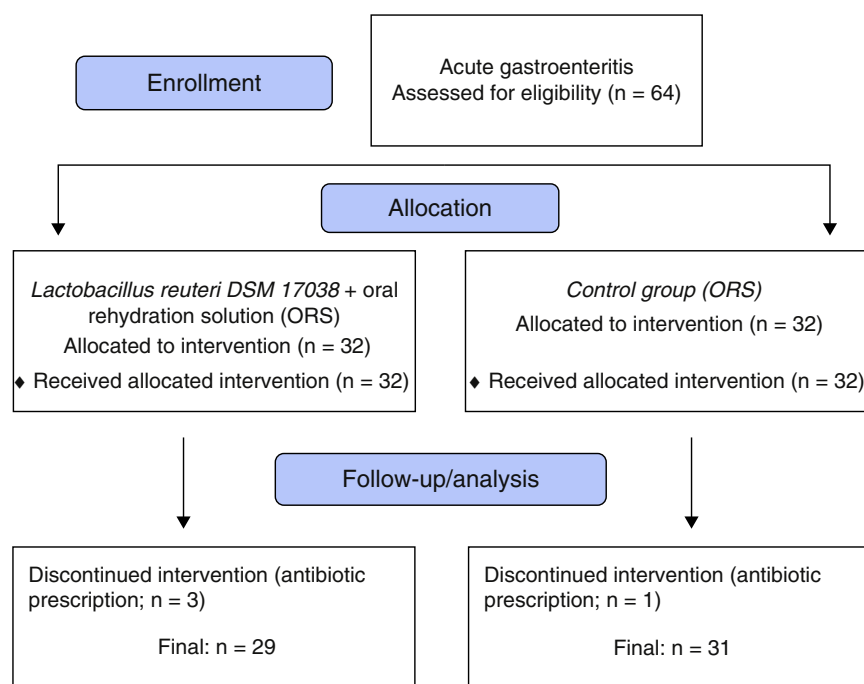 Enrollment
Acute gastroenteritis
Assessed for eligibility (n = 64)
Allocation
Lactobacillus reuteri DSM 17038 + oral
rehydration solution (ORS)
Allocated to intervention (n = 32)
♦ Received allocated intervention (n = 32)
Control group (ORS)
Allocated to intervention (n = 32)
♦ Received allocated intervention (n = 32)
Follow-up/analysis
Discontinued intervention (antibiotic
prescription; n = 3)
Final: n = 29
Discontinued intervention (antibiotic
prescription; n = 1)
Final: n = 31